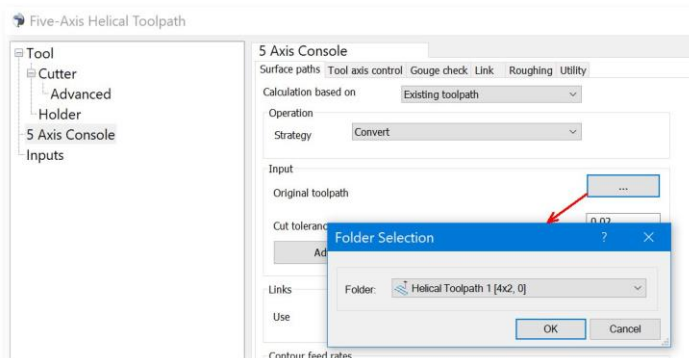 Five-Axis Helical Toolpath
Tool
Cutter
Advanced
Holder
5 Axis Console
Inputs
5 Axis Console
Surface paths Tool axis control Gouge check Link Roughing Utility
Calculation based on Existing toolpath
Operation
Strategy Convert
Input
Original toolpath ...
Cut toleranc 0.02
Ad
Folder Selection ? ×
Folder: Helical Toolpath 1 [4x2, 0]
OK Cancel
Links
Use
Contour feed rates